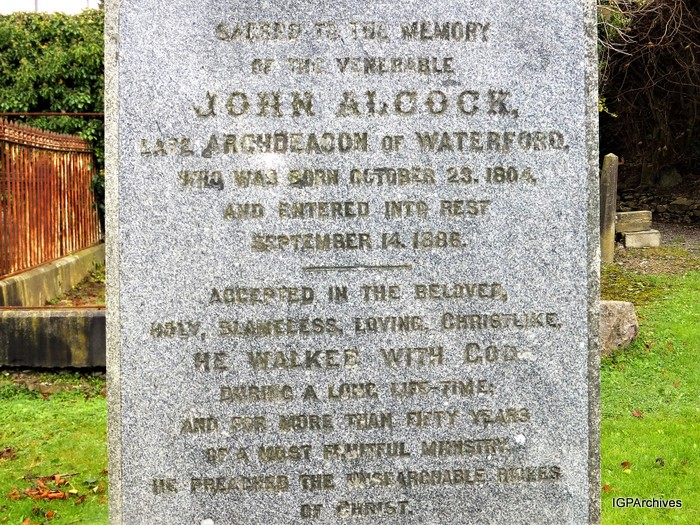 SACRED TO THE MEMORY
OF THE VENERABLE
JOHN ALCOCK,
LATE ARCHDEACON OF WATERFORD.
WHO WAS BORN OCTOBER 23. 1804,
AND ENTERED INTO REST
SEPTEMBER 14. 1886.
ACCEPTED IN THE BELOVED,
HOLY, BLAMELESS, LOVING, CHRISTLIKE,
HE WALKED WITH GOD
DURING A LONG LIFE-TIME;
AND FOR MORE THAN FIFTY YEARS
OF A MOST FRUITFUL MINISTRY
HE PREACHED THE UNSEARCHABLE RICHES
OF CHRIST
IGPArchives